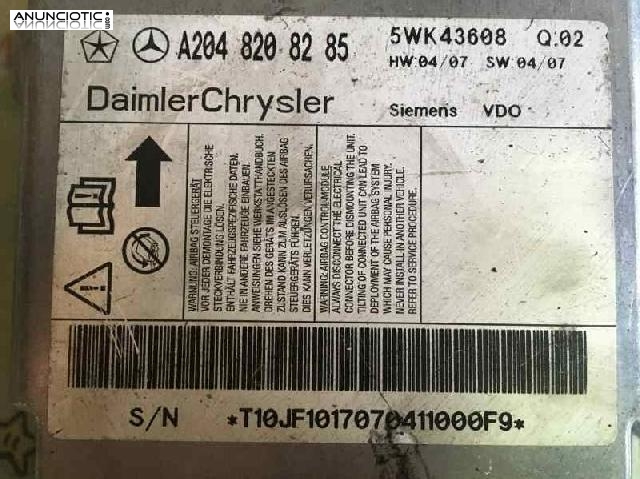 ANUNCIOTIC.com
A204 820 82 85
5WK43608 Q.02
HW:04/07 SW:04/07
DaimlerChrysler
Siemens VDO
WARNUNG: AIRBAG STEUERGERÄT
VOR JEDER DEMONTAGE DIE ELEKTRISCHE
STECKVERBINDUNG LÖSEN.
ENTHÄLT FAHRZEUGSPEZIFISCHE DATEN.
NIE IN ANDERE FAHRZEUGE EINBAUEN.
ANWEISUNGEN SIEHE WERKSTATTHANDBUCH.
DREHEN DES GERÄTS IM ANGESTECKTEN
ZUSTAND KANN ZUM AUSLÖSEN DES AIRBAG
STEUERGERÄTS FÜHREN.
DIES KANN VERLETZUNGEN VERURSACHEN.
WARNING: AIRBAG CONTROL MODULE
ALWAYS DISCONNECT THE ELECTRICAL
CONNECTOR BEFORE DISMOUNTING THE UNIT.
TILTING OF CONNECTED UNIT CAN LEAD TO
DEPLOYMENT OF THE AIRBAG SYSTEM
WHICH MAY CAUSE PERSONAL INJURY.
NEVER INSTALL IN ANOTHER VEHICLE.
REFER TO SERVICE PROCEDURE.
S/N *T10JF1017070411000F9*